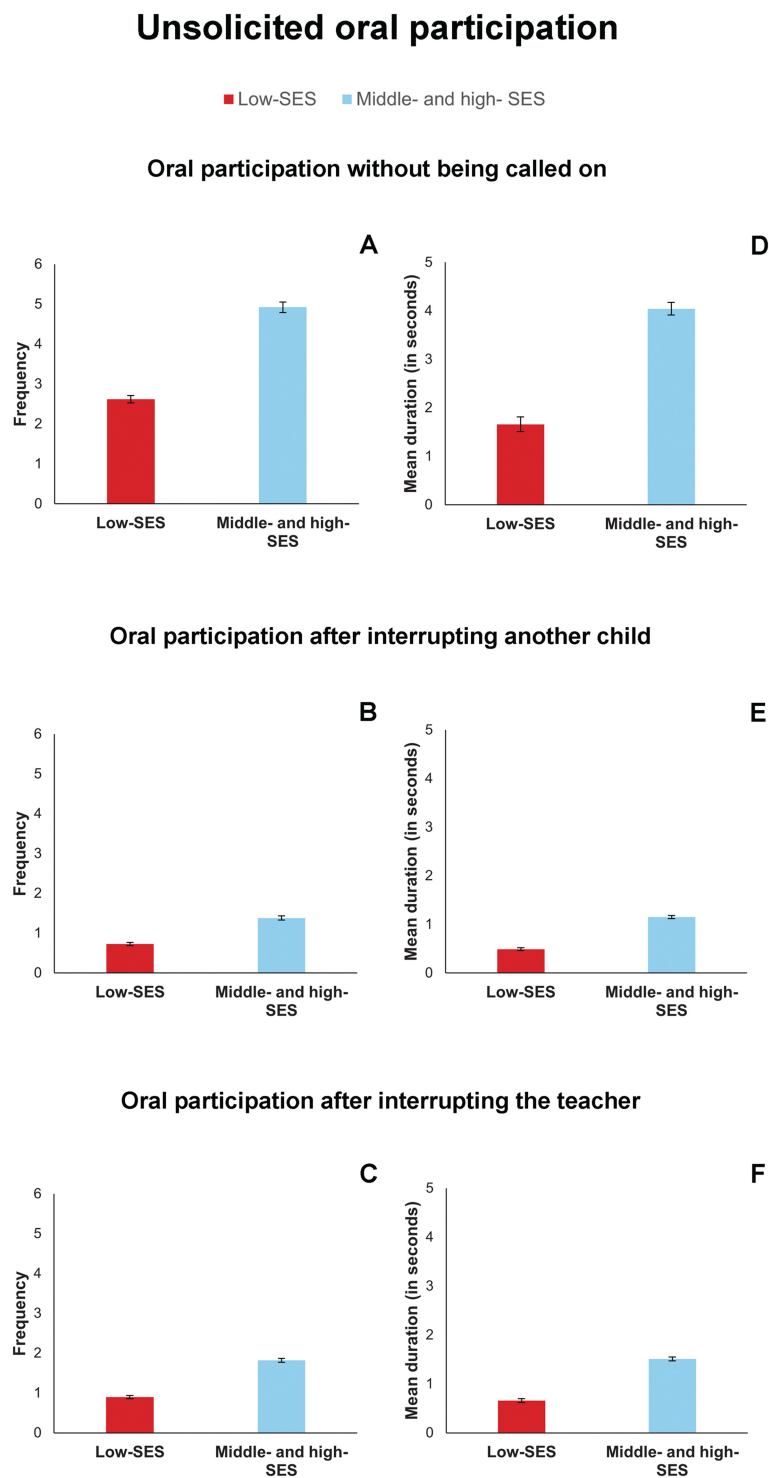 Unsolicited oral participation
Low-SES Middle- and high- SES
Oral participation without being called on
A
Frequency
6
5
4
3
2
1
0
Low-SES Middle- and high-
SES
D
Mean duration (in seconds)
5
4
3
2
1
0
Low-SES Middle- and high-
SES
Oral participation after interrupting another child
B
Frequency
6
5
4
3
2
1
0
Low-SES Middle- and high-
SES
E
Mean duration (in seconds)
5
4
3
2
1
0
Low-SES Middle- and high-
SES
Oral participation after interrupting the teacher
C
Frequency
6
5
4
3
2
1
0
Low-SES Middle- and high-
SES
F
Mean duration (in seconds)
5
4
3
2
1
0
Low-SES Middle- and high-
SES